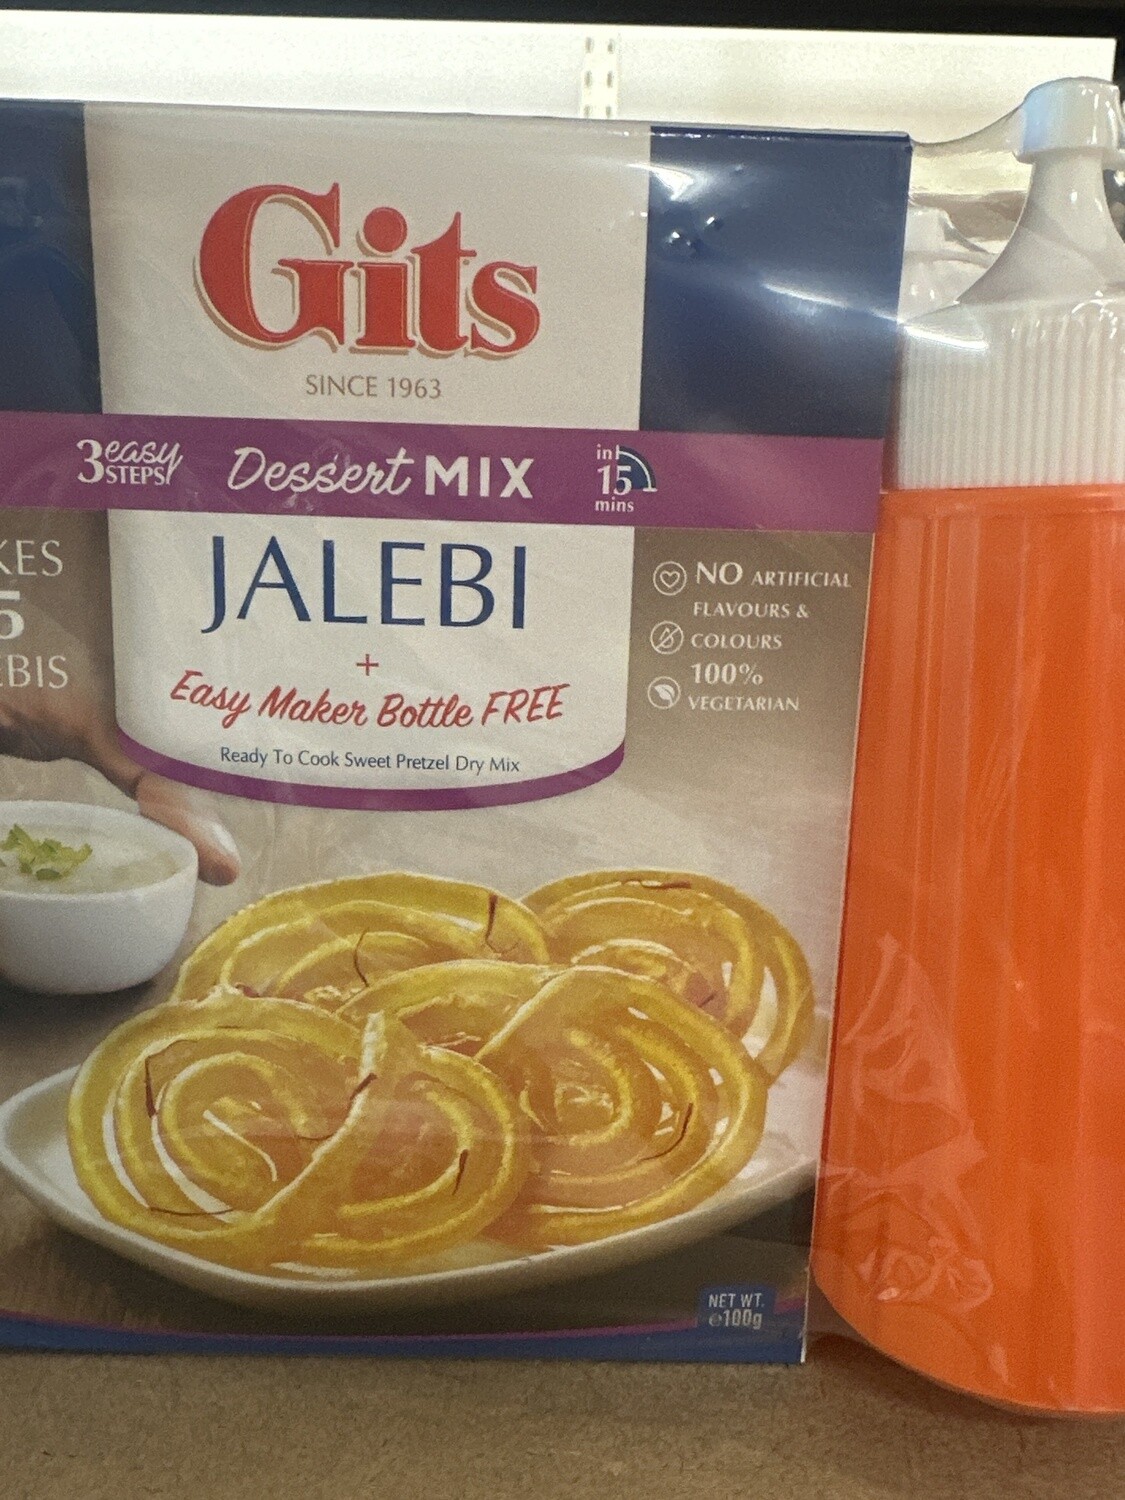 Gits
SINCE 1963
3 easy STEPS
Dessert MIX
in 15 mins
JALEBI
+
Easy Maker Bottle FREE
Ready To Cook Sweet Pretzel Dry Mix
KES
5
EBIS
NO ARTIFICIAL
FLAVOURS &
COLOURS
100%
VEGETARIAN
NET WT.
℮100g